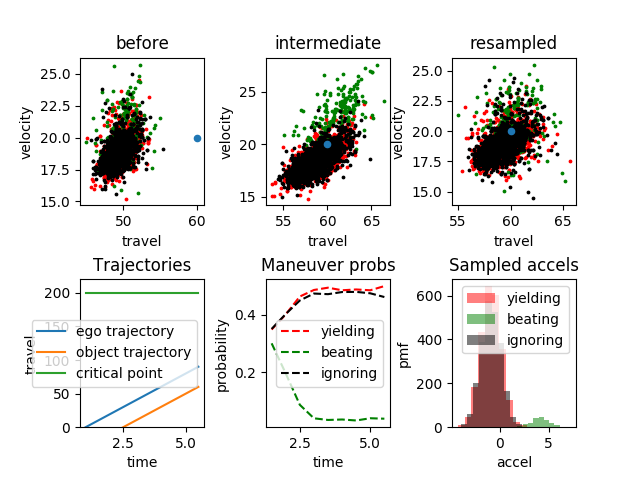 before
intermediate
resampled
25.0
22.5
20.0
17.5
15.0
velocity
50
60
travel
25
20
15
velocity
55
60
65
travel
25.0
22.5
20.0
17.5
15.0
velocity
55
60
65
travel
Trajectories
Maneuver probs
Sampled accels
200
150
100
50
0
travel
ego trajectory
object trajectory
critical point
2.5
5.0
time
0.4
0.2
probability
yielding
beating
ignoring
2.5
5.0
time
600
400
200
0
pmf
yielding
beating
ignoring
0
5
accel